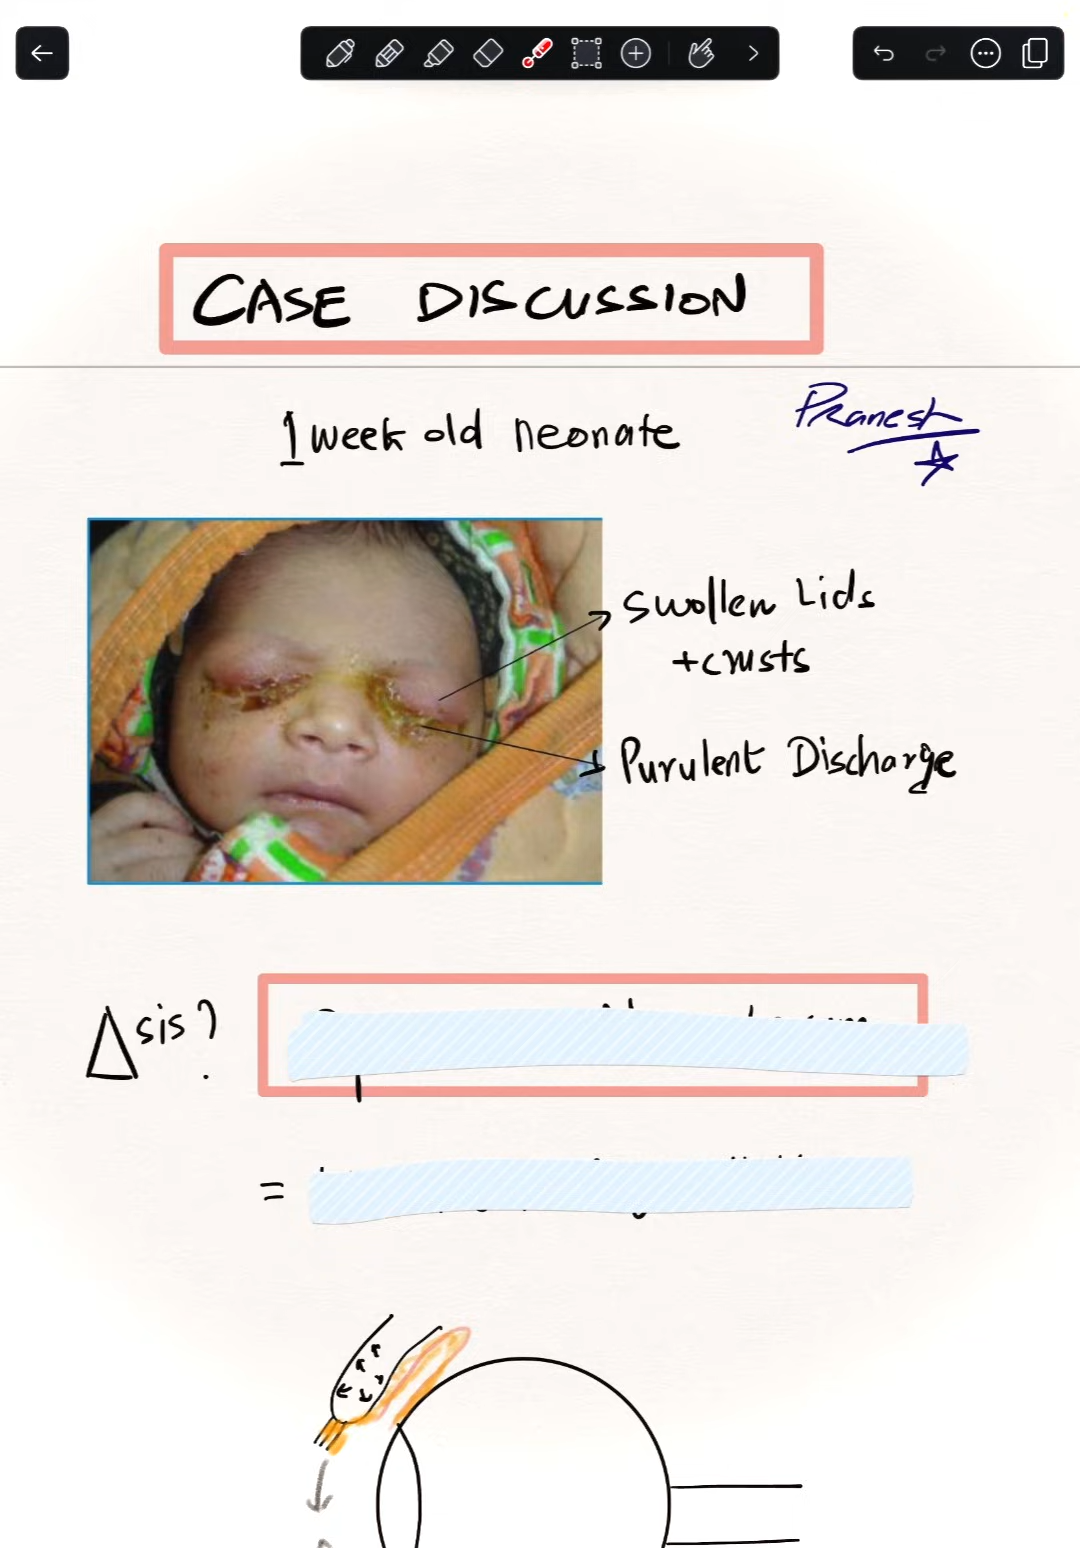 CASE DISCUSSION
1 week old neonate
Pranesh
Swollen Lids
+ crusts
Purulent Discharge
Δsis?
=